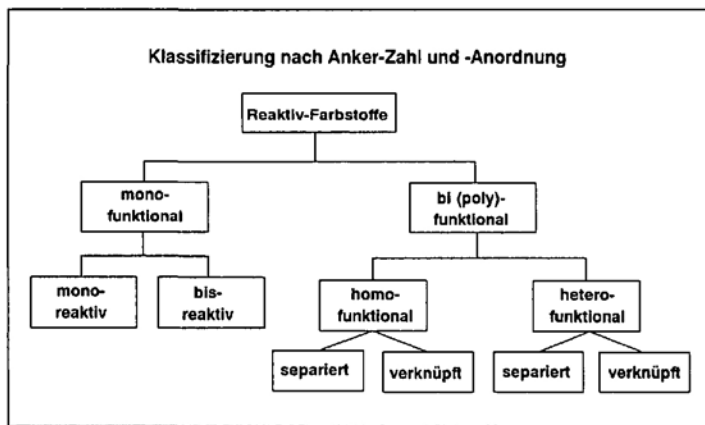 Klassifizierung nach Anker-Zahl und -Anordnung
Reaktiv-Farbstoffe
mono-
funktional
bi (poly)-
funktional
mono-
reaktiv
bis-
reaktiv
homo-
funktional
hetero-
funktional
separiert
verknüpft
separiert
verknüpft